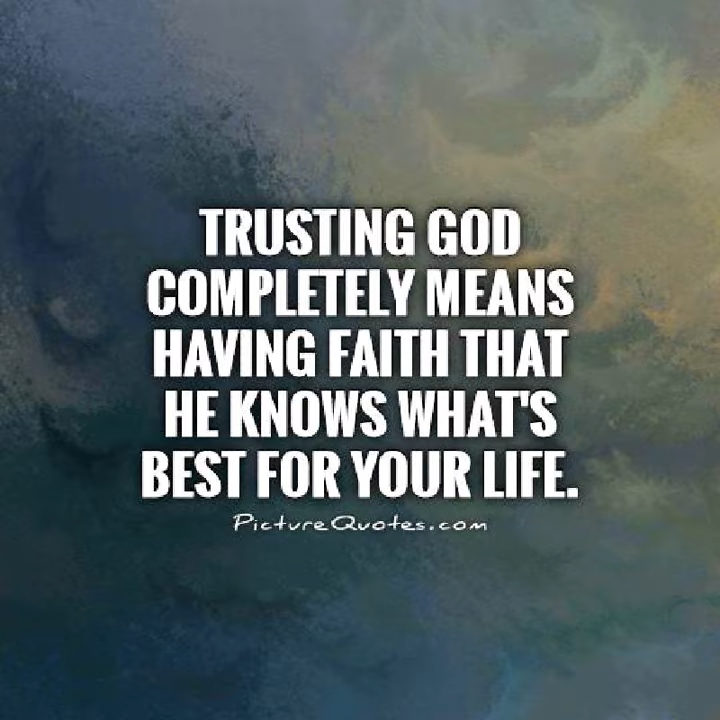 TRUSTING GOD
COMPLETELY MEANS
HAVING FAITH THAT
HE KNOWS WHAT'S
BEST FOR YOUR LIFE.
PictureQuotes.com